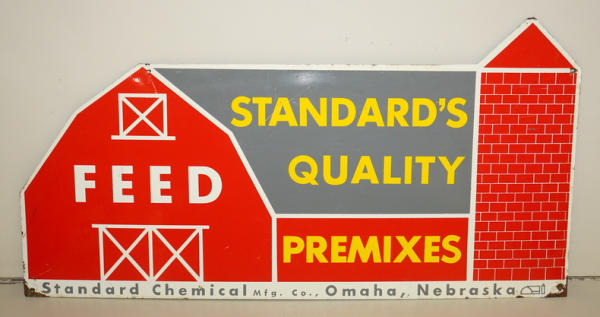 STANDARD'S
QUALITY
FEED
PREMIXES
Standard Chemical Mfg. Co., Omaha, Nebraska